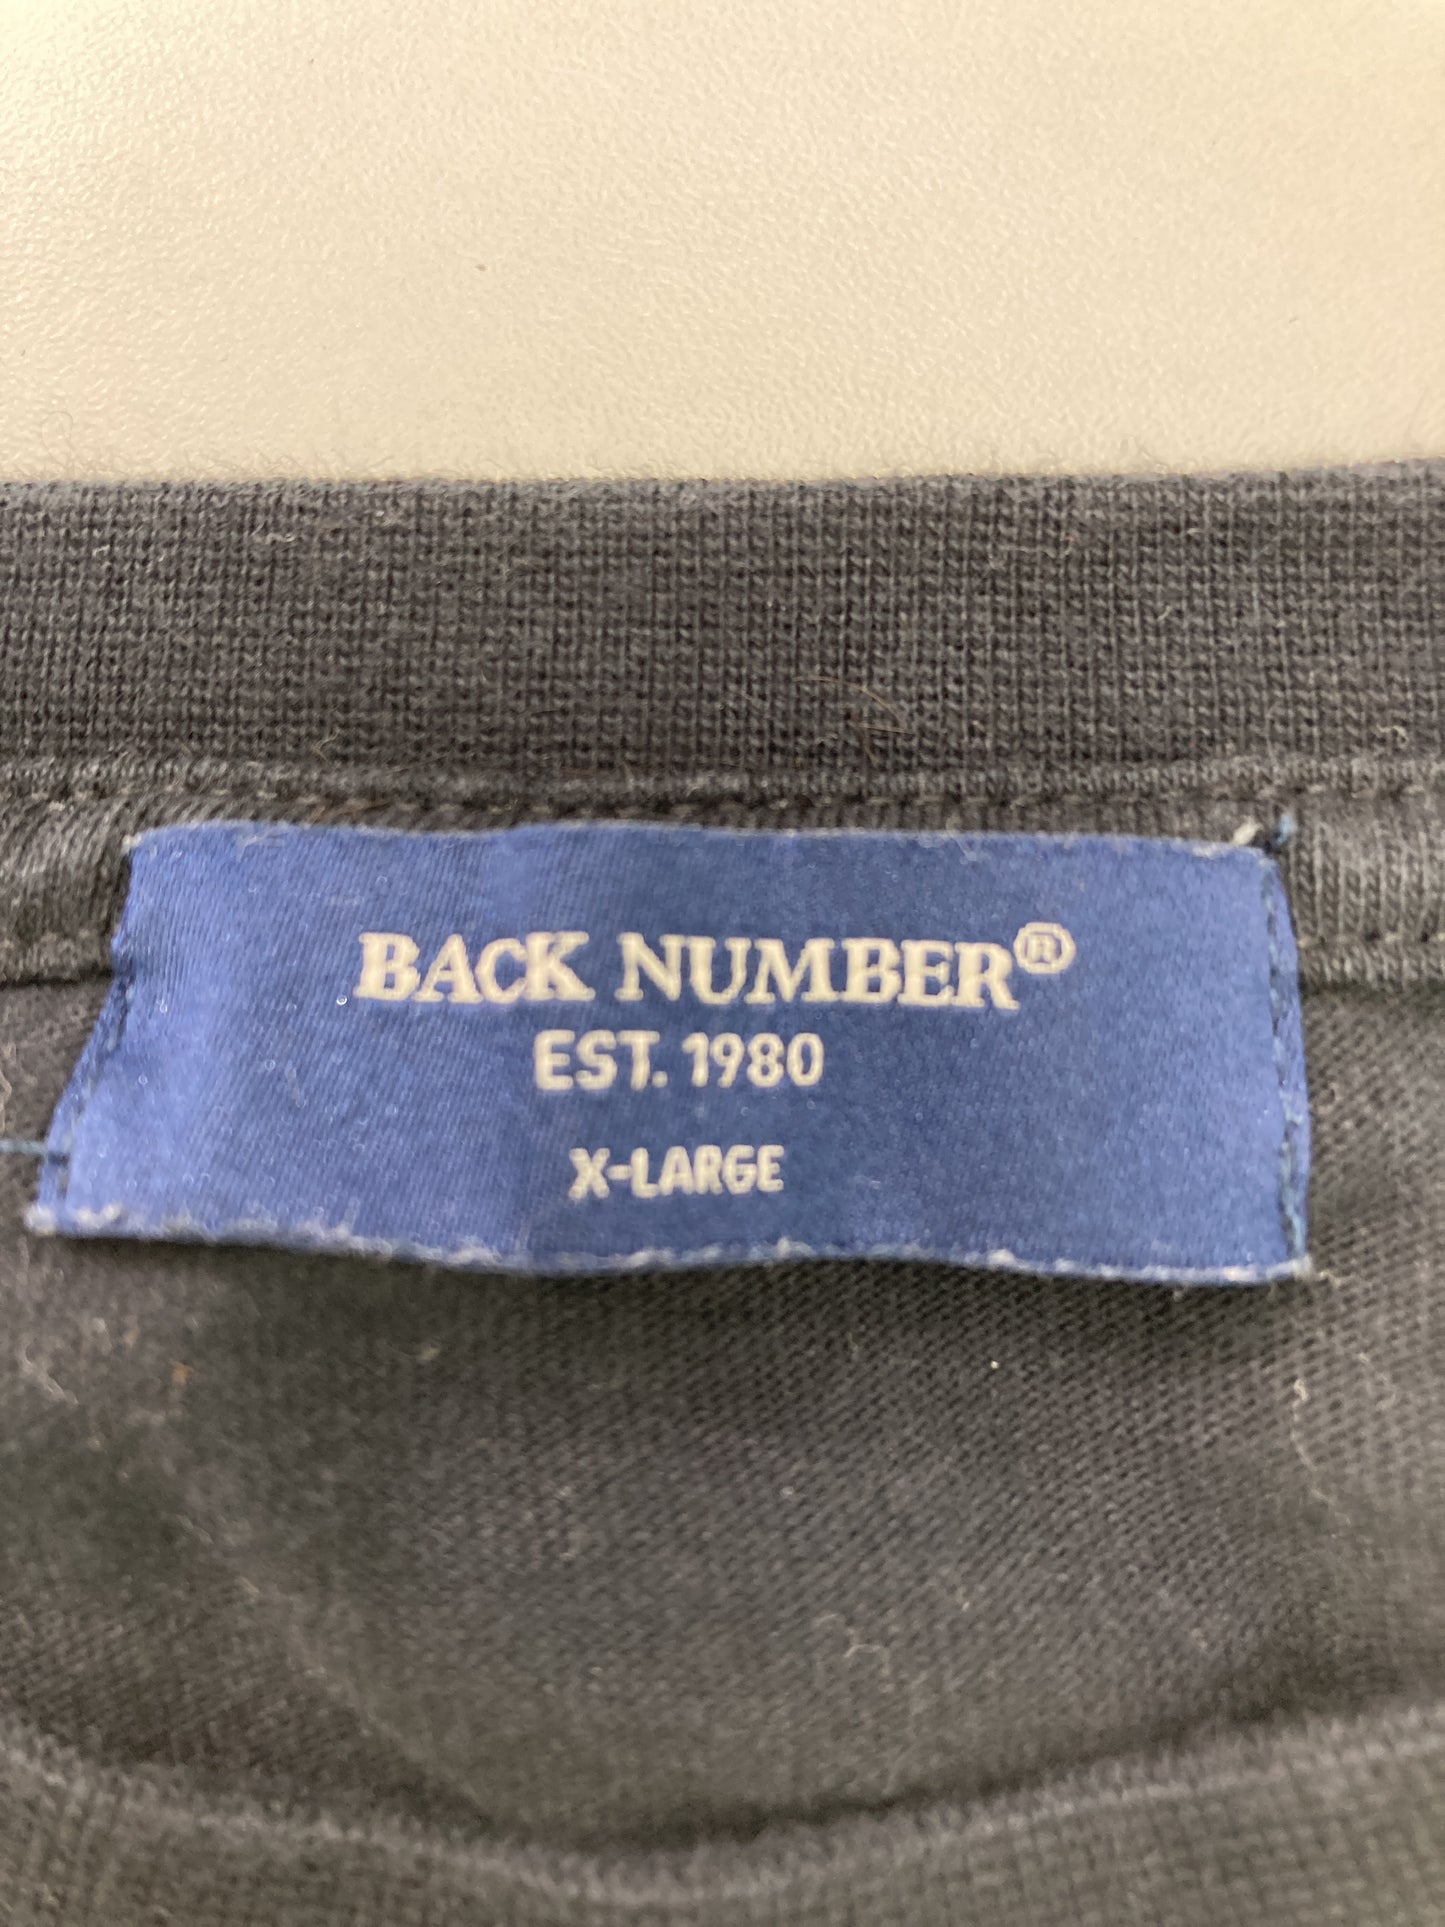 BACK NUMBER®
EST. 1980
X-LARGE